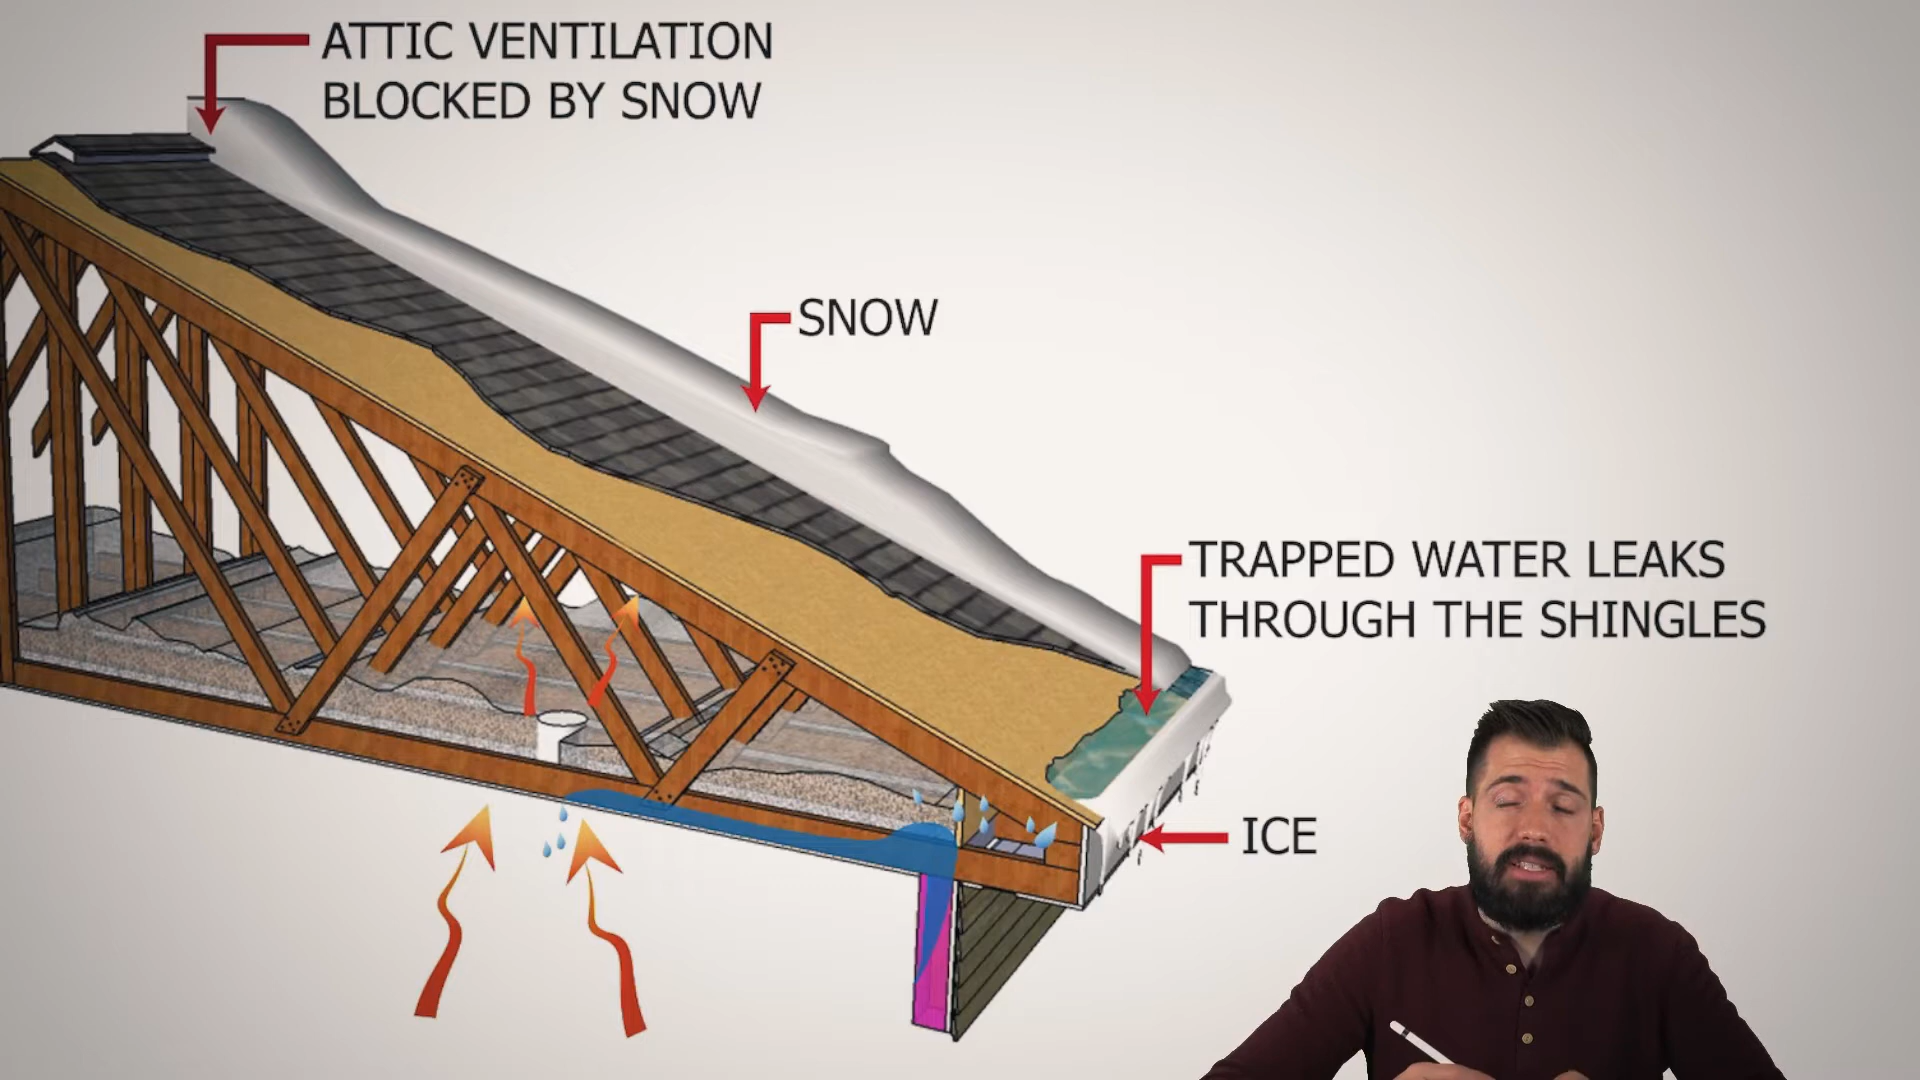 ATTIC VENTILATION
BLOCKED BY SNOW
SNOW
TRAPPED WATER LEAKS
THROUGH THE SHINGLES
ICE